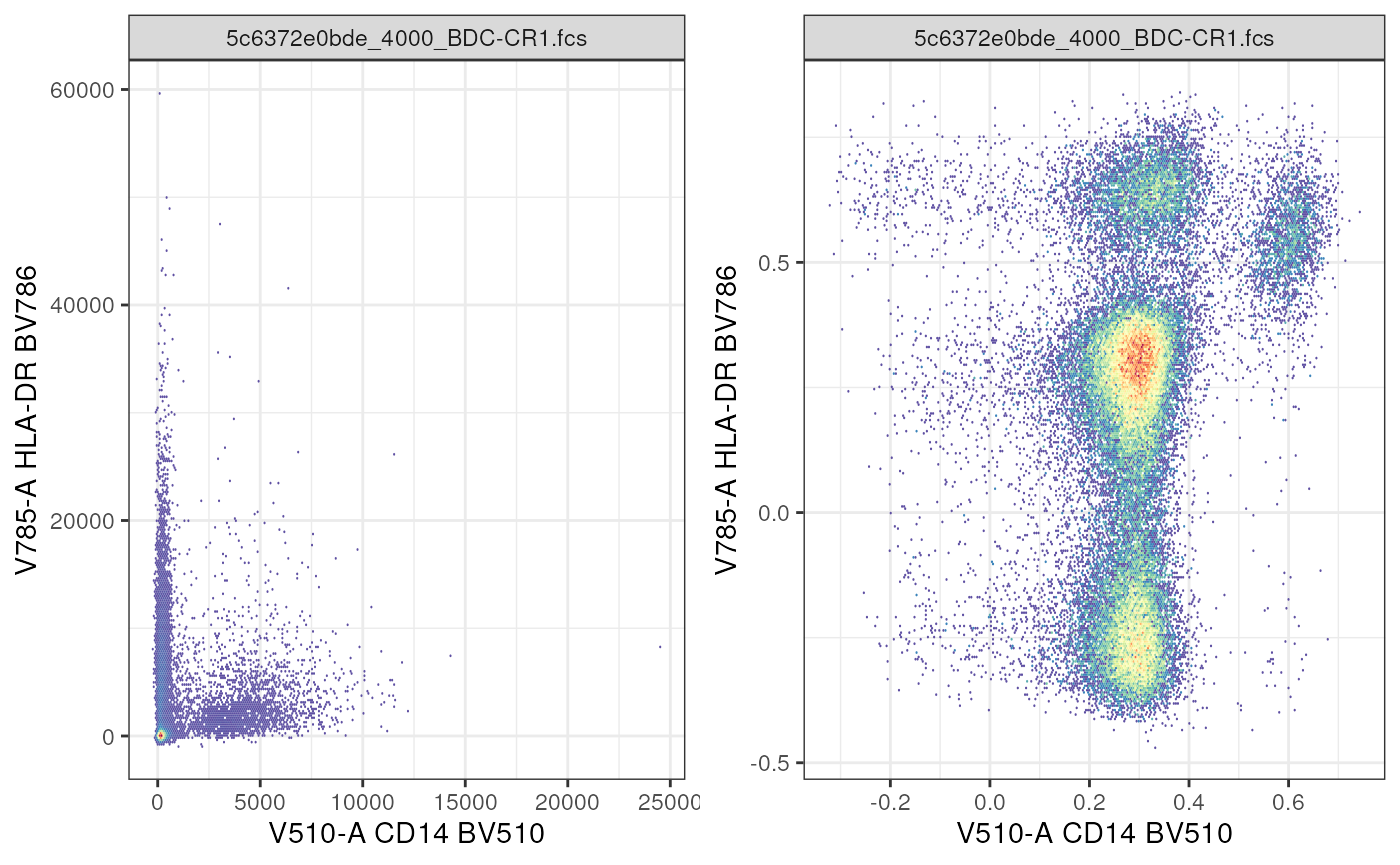 5c6372e0bde_4000_BDC-CR1.fcs
V785-A HLA-DR BV786
60000
40000
20000
0
0 5000 10000 15000 20000 25000
V510-A CD14 BV510
5c6372e0bde_4000_BDC-CR1.fcs
V785-A HLA-DR BV786
0.5
0.0
-0.5
-0.2 0.0 0.2 0.4 0.6
V510-A CD14 BV510